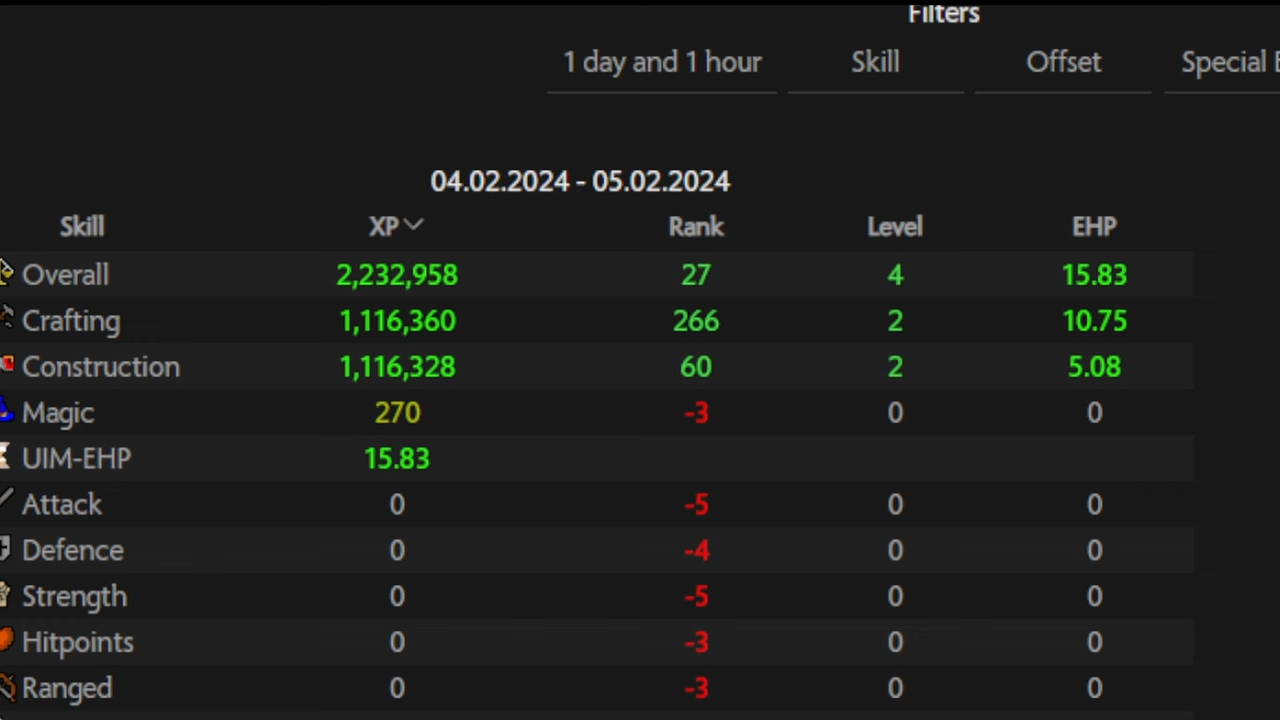 Filters
1 day and 1 hour Skill Offset Special
04.02.2024 - 05.02.2024
Skill XP Rank Level EHP
Overall 2,232,958 27 4 15.83
Crafting 1,116,360 266 2 10.75
Construction 1,116,328 60 2 5.08
Magic 270 -3 0 0
UIM-EHP 15.83
Attack 0 -5 0 0
Defence 0 -4 0 0
Strength 0 -5 0 0
Hitpoints 0 -3 0 0
Ranged 0 -3 0 0